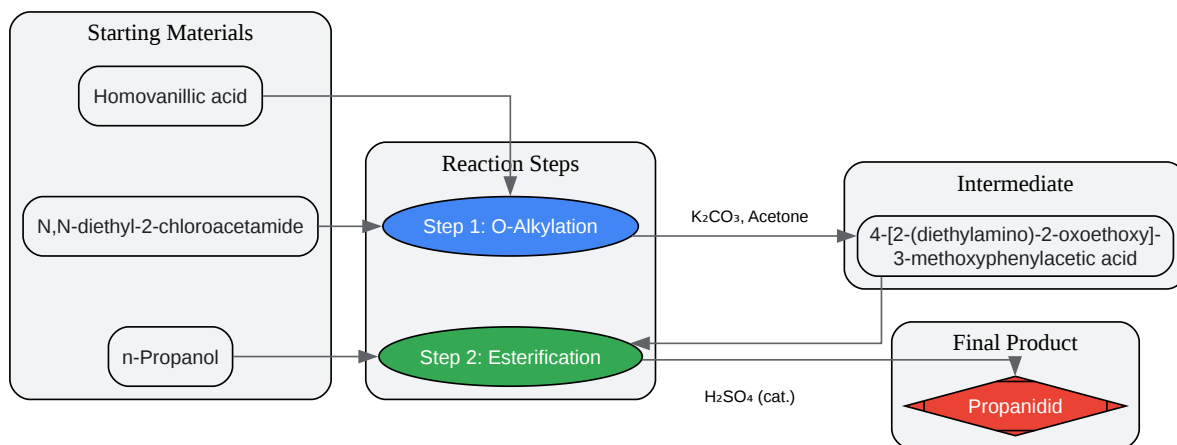 Starting Materials
Homovanillic acid
N,N-diethyl-2-chloroacetamide
n-Propanol
Reaction Steps
Step 1: O-Alkylation
Step 2: Esterification
K₂CO₃, Acetone
H₂SO₄ (cat.)
Intermediate
4-[2-(diethylamino)-2-oxoethoxy]-
3-methoxyphenylacetic acid
Final Product
Propanidid